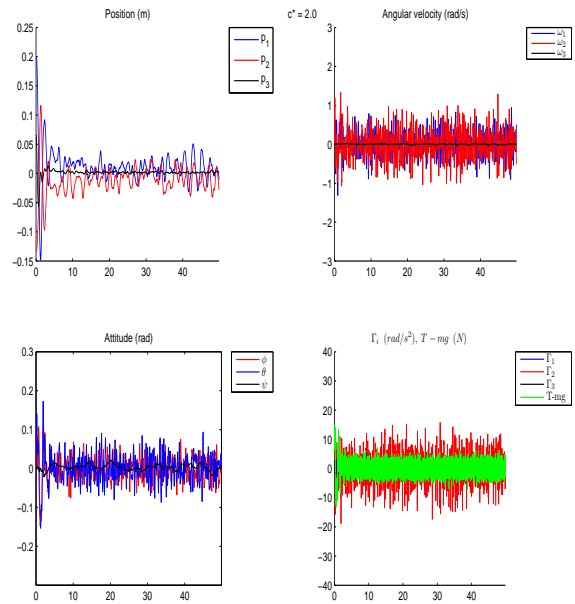 Position (m)
c* = 2.0
Angular velocity (rad/s)
0.25
0.2
0.15
0.1
0.05
0
−0.05
−0.1
−0.15
0 10 20 30 40
p1
p2
p3
3
2
1
0
−1
−2
−3
0 10 20 30 40
ω1
ω2
ω3
Attitude (rad)
Γi (rad/s²), T − mg (N)
0.3
0.2
0.1
0
−0.1
−0.2
0 10 20 30 40
ϕ
θ
ψ
40
30
20
10
0
−10
−20
−30
−40
0 10 20 30 40
Γ1
Γ2
Γ3
T-mg